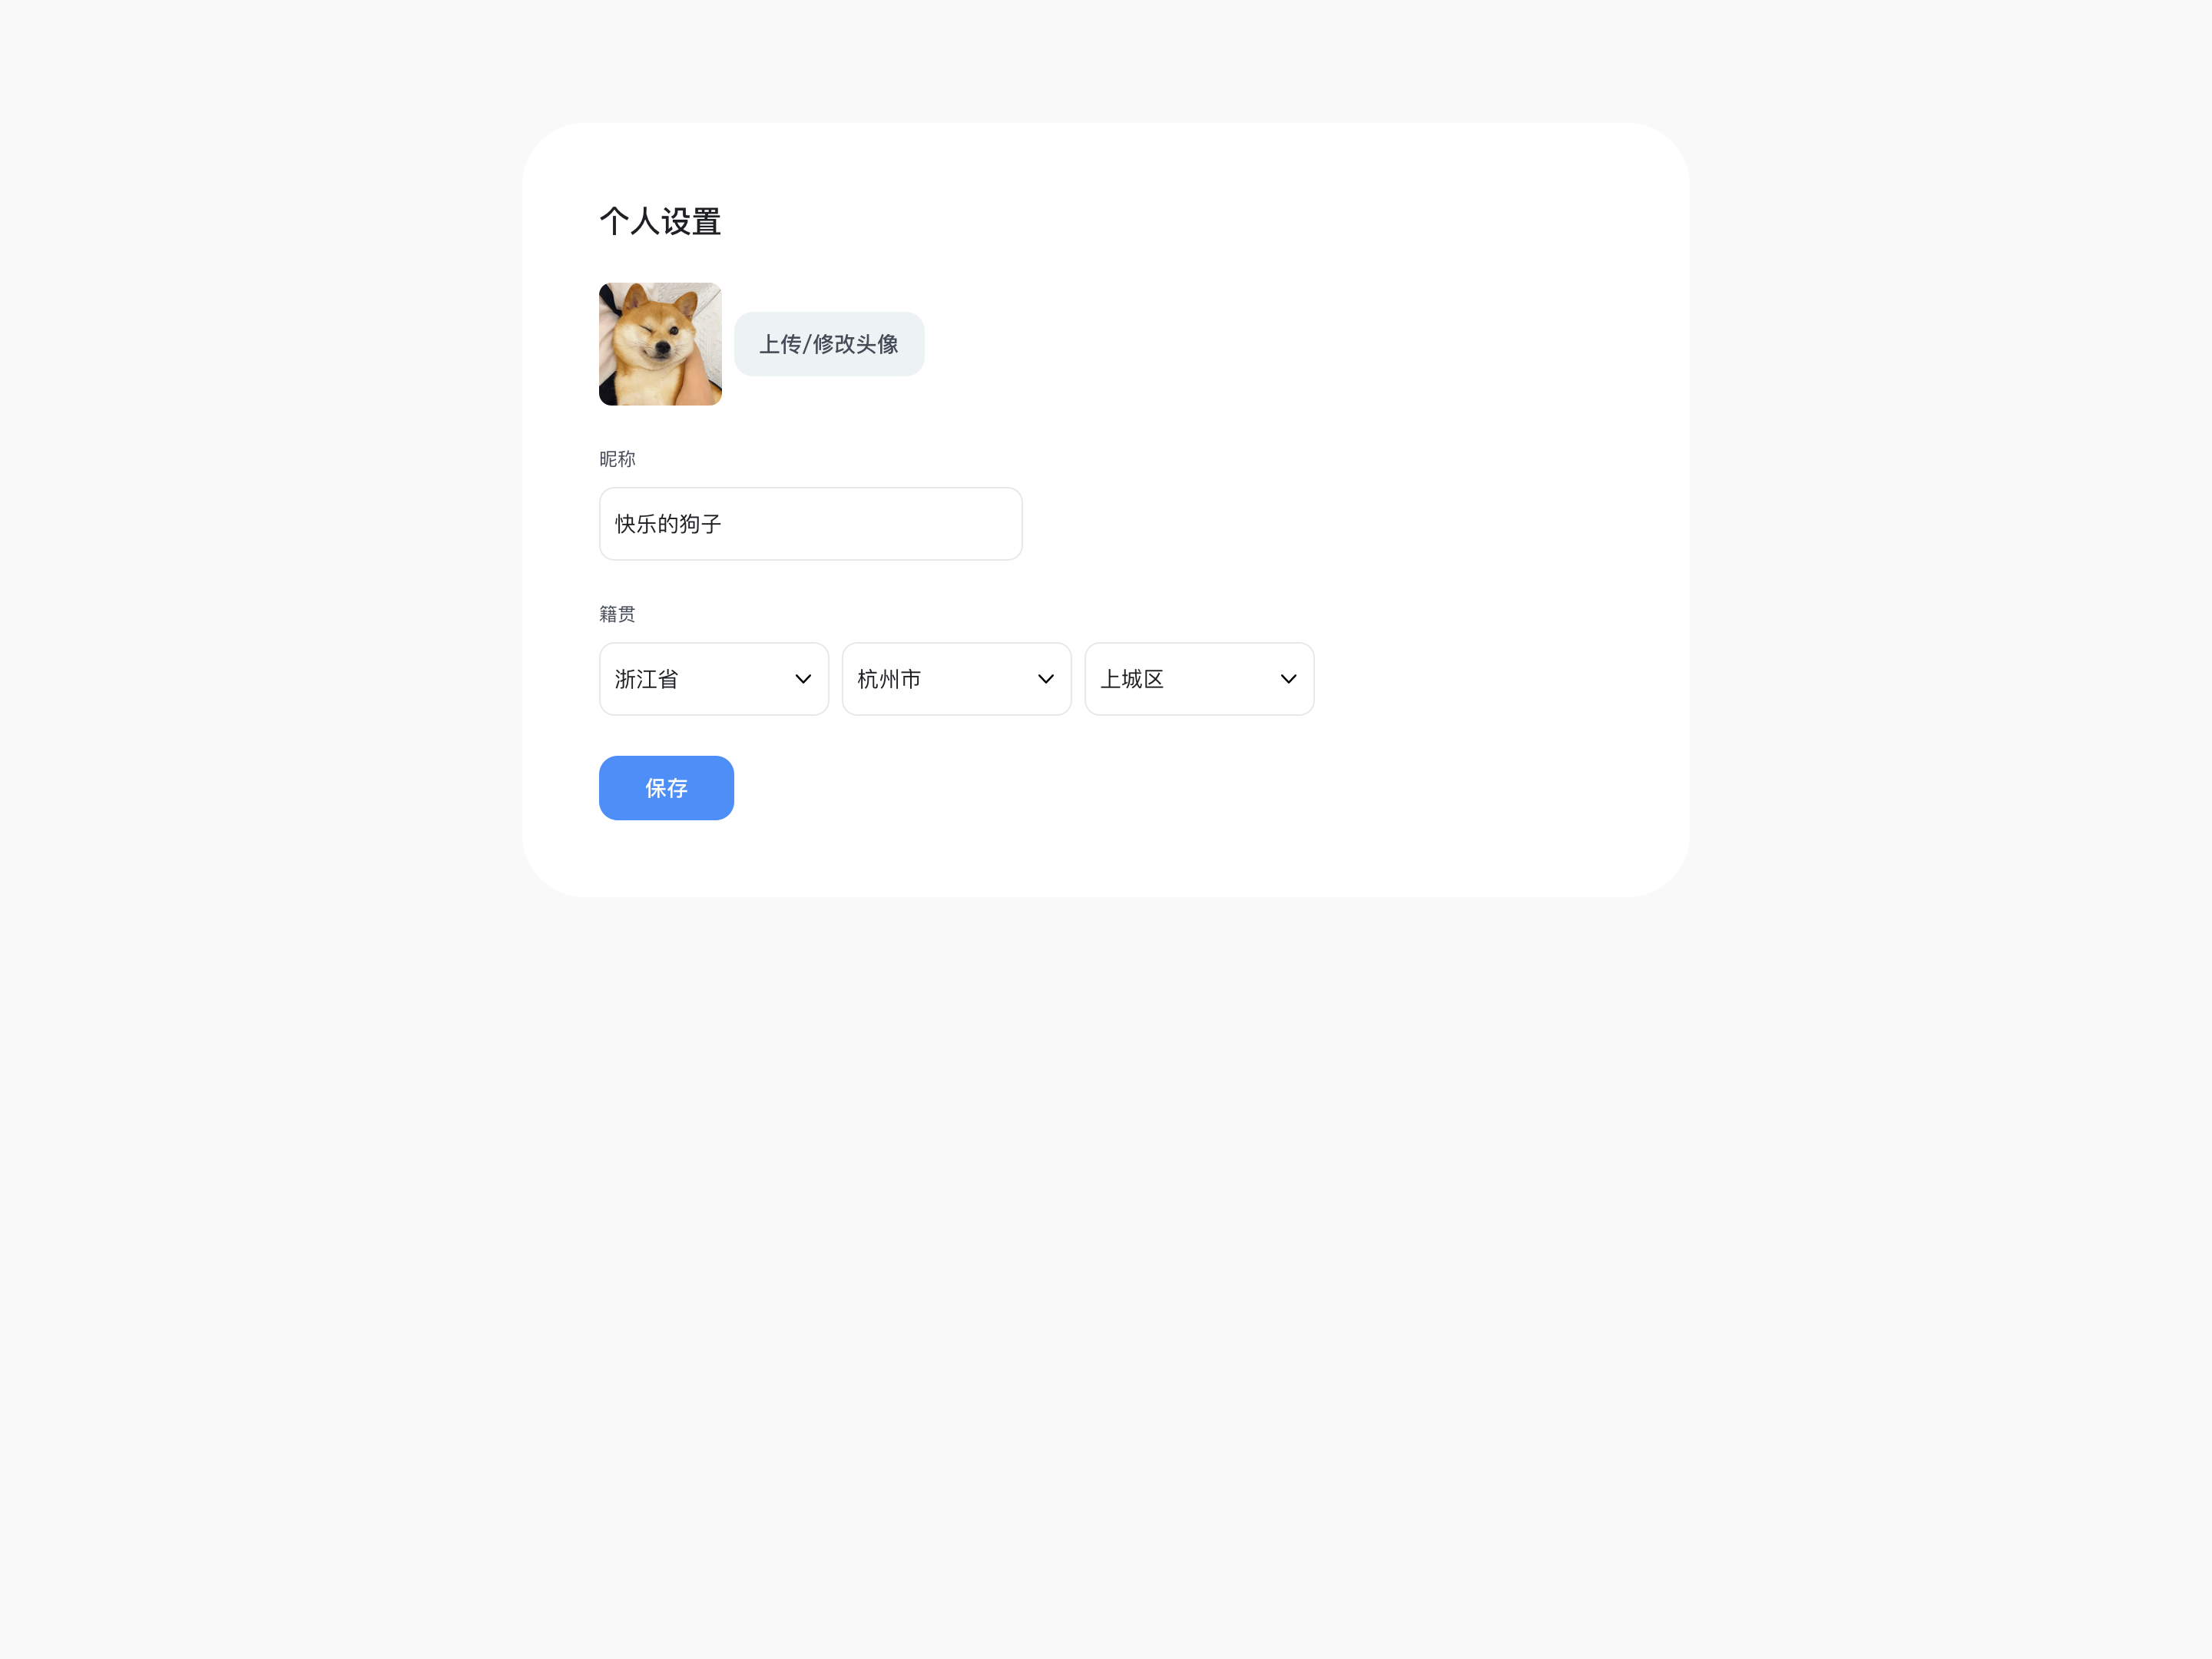 个人设置
上传/修改头像
昵称
快乐的狗子
籍贯
浙江省 杭州市 上城区
保存